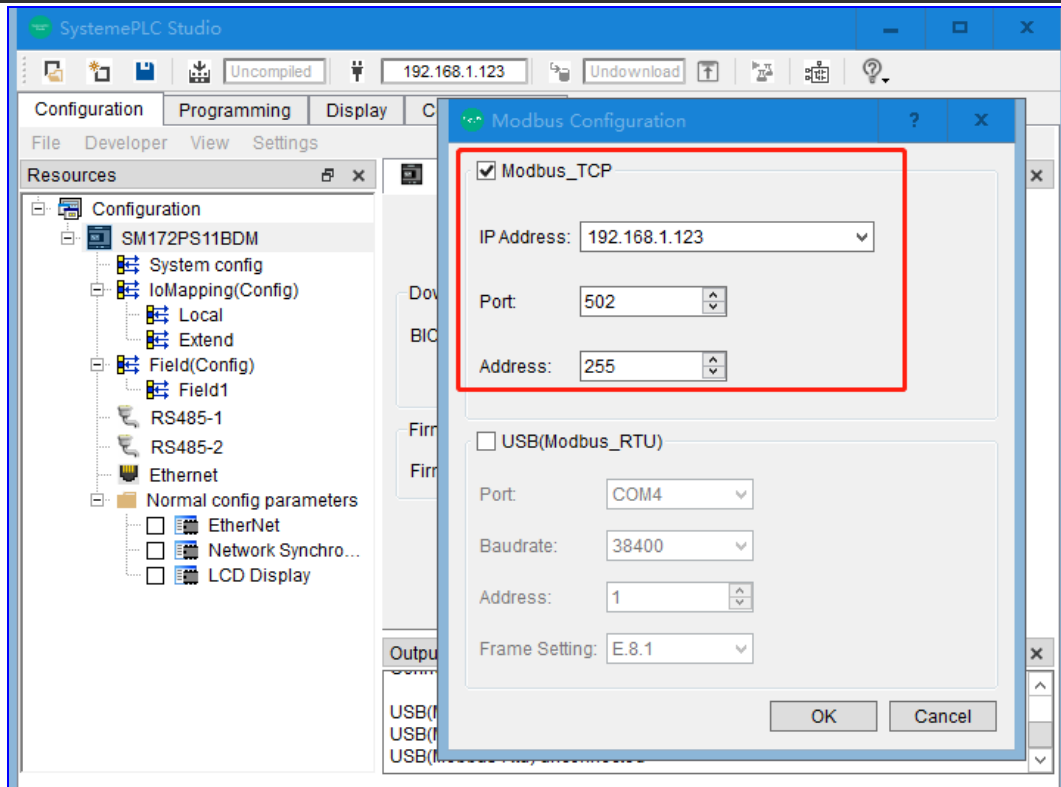 SystemePLC Studio
Uncompiled
192.168.1.123
Undownload
Configuration
Programming
Display
File
Developer
View
Settings
Resources
Configuration
SM172PS11BDM
System config
IoMapping(Config)
Local
Extend
Field(Config)
Field1
RS485-1
RS485-2
Ethernet
Normal config parameters
EtherNet
Network Synchro...
LCD Display
Modbus Configuration
?
Modbus_TCP
IP Address: 192.168.1.123
Port: 502
Address: 255
USB(Modbus_RTU)
Port: COM4
Baudrate: 38400
Address: 1
Frame Setting: E.8.1
OK
Cancel